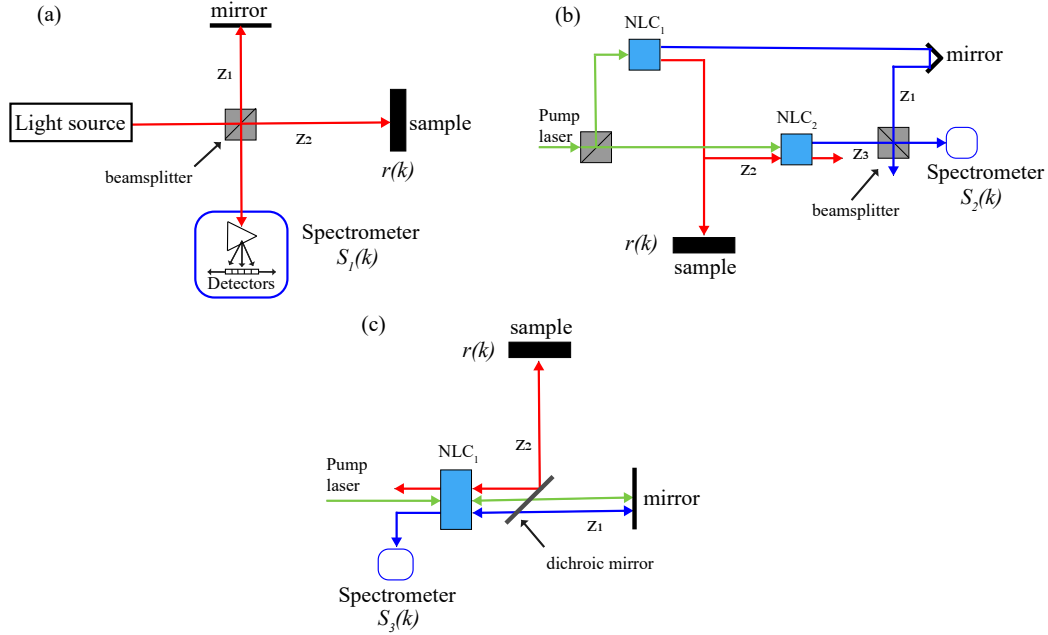 (a)
mirror
z₁
Light source
z₂
sample
r(k)
beamsplitter
Spectrometer
S₁(k)
Detectors
(b)
NLC₁
mirror
z₁
Pump
laser
NLC₂
z₂
z₃
Spectrometer
S₂(k)
beamsplitter
r(k)
sample
(c)
sample
r(k)
z₂
NLC₁
Pump
laser
mirror
z₁
dichroic mirror
Spectrometer
S₃(k)